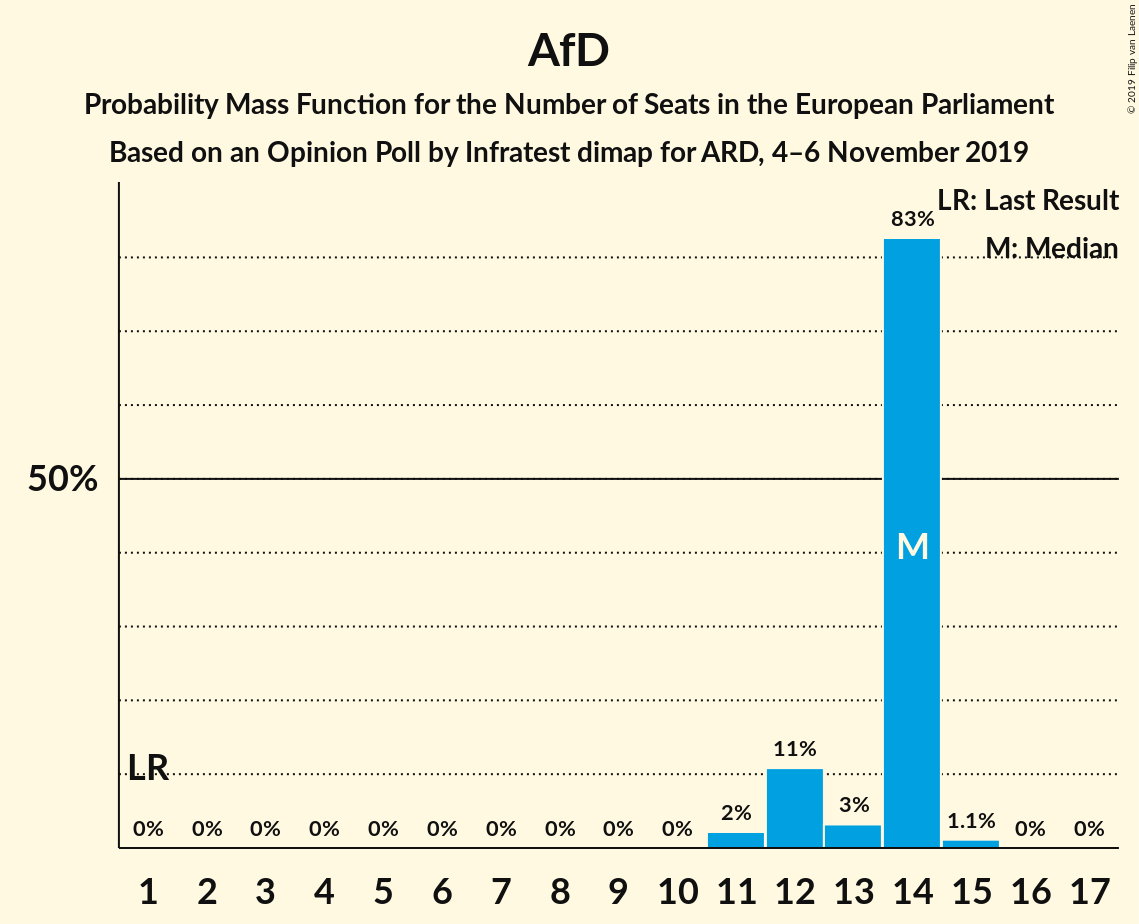 AfD
Probability Mass Function for the Number of Seats in the European Parliament
Based on an Opinion Poll by Infratest dimap for ARD, 4–6 November 2019
© 2019 Filip van Laenen
LR: Last Result
M: Median
83%
50%
M
LR
11%
3%
2%
1.1%
0% 0% 0% 0% 0% 0% 0% 0% 0% 0% 0% 0%
1 2 3 4 5 6 7 8 9 10 11 12 13 14 15 16 17